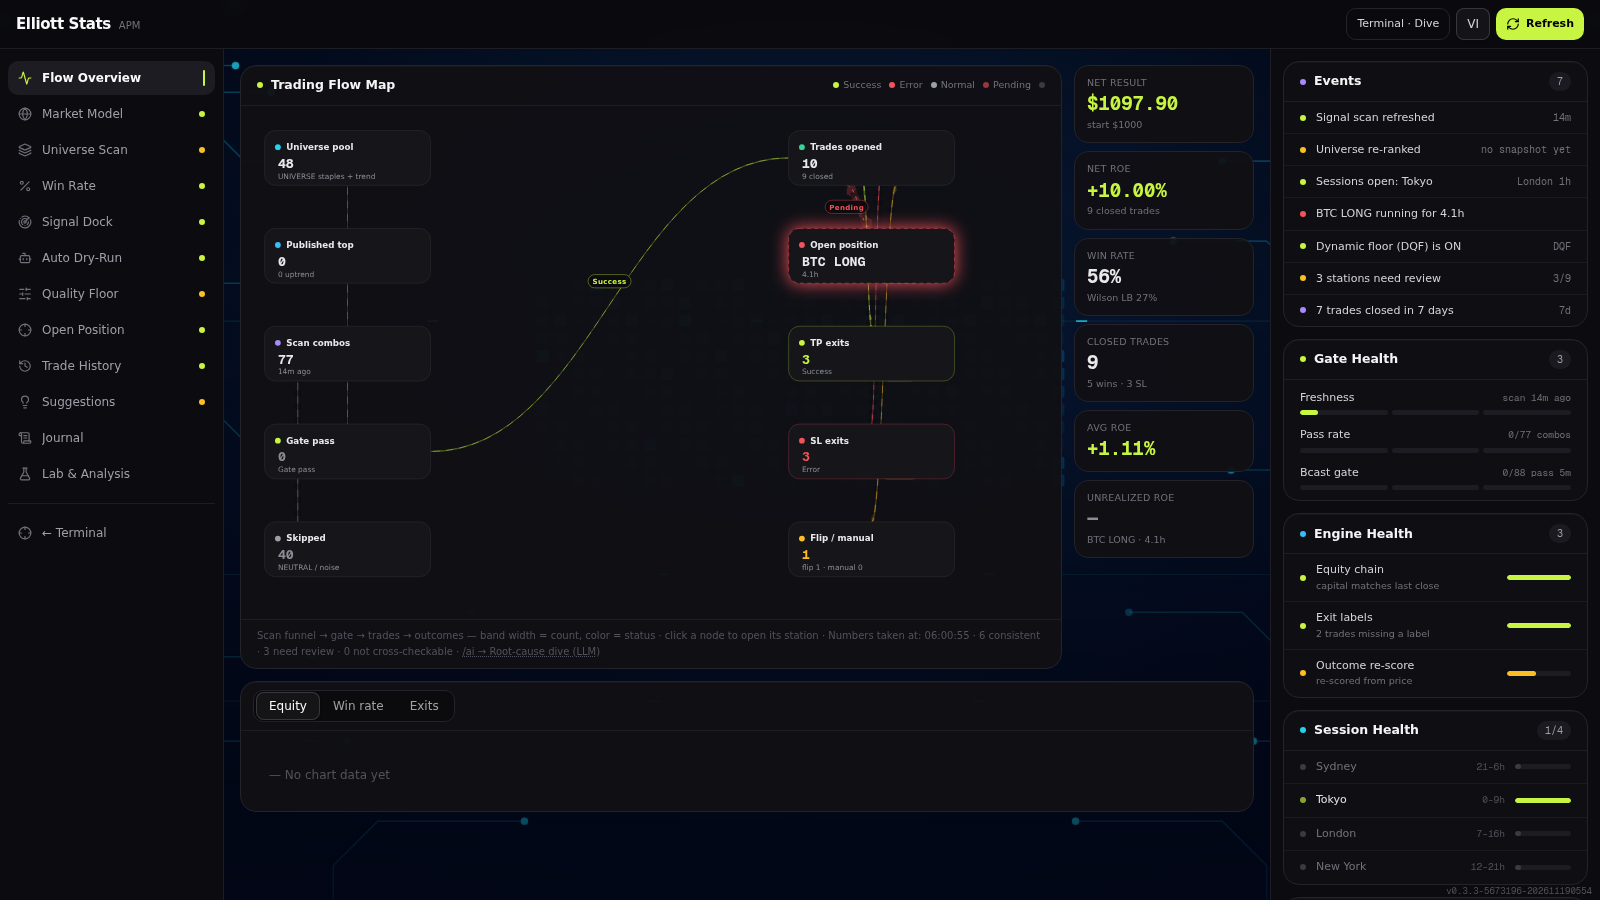 Elliott Stats APM
Terminal · Dive
VI
Refresh
Flow Overview
Market Model
Universe Scan
Win Rate
Signal Dock
Auto Dry-Run
Quality Floor
Open Position
Trade History
Suggestions
Journal
Lab & Analysis
← Terminal
Trading Flow Map
Success
Error
Normal
Pending
Universe pool
48
UNIVERSE staples + trend
Published top
0
0 uptrend
Scan combos
77
14m ago
Gate pass
0
Gate pass
Skipped
40
NEUTRAL / noise
Success
Trades opened
10
9 closed
Pending
Open position
BTC LONG
4.1h
TP exits
3
Success
SL exits
3
Error
Flip / manual
1
flip 1 · manual 0
Scan funnel → gate → trades → outcomes — band width = count, color = status · click a node to open its station · Numbers taken at: 06:00:55 · 6 consistent
· 3 need review · 0 not cross-checkable · /ai → Root-cause dive (LLM)
NET RESULT
$1097.90
start $1000
NET ROE
+10.00%
9 closed trades
WIN RATE
56%
Wilson LB 27%
CLOSED TRADES
9
5 wins · 3 SL
AVG ROE
+1.11%
UNREALIZED ROE
—
BTC LONG · 4.1h
Equity
Win rate
Exits
— No chart data yet
Events 7
Signal scan refreshed 14m
Universe re-ranked no snapshot yet
Sessions open: Tokyo London 1h
BTC LONG running for 4.1h
Dynamic floor (DQF) is ON DQF
3 stations need review 3/9
7 trades closed in 7 days 7d
Gate Health 3
Freshness scan 14m ago
Pass rate 0/77 combos
Bcast gate 0/88 pass 5m
Engine Health 3
Equity chain
capital matches last close
Exit labels
2 trades missing a label
Outcome re-score
re-scored from price
Session Health 1/4
Sydney 21–6h
Tokyo 0–9h
London 7–16h
New York 12–21h
v0.3.3-5673196-202611190554